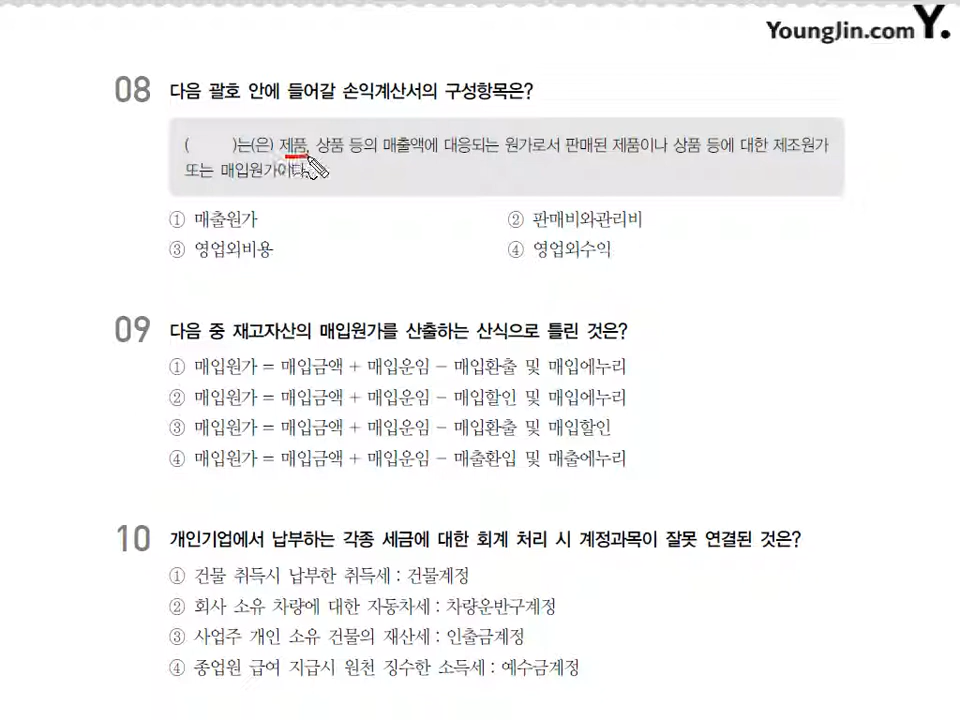 YoungJin.com Y.
08 다음 괄호 안에 들어갈 손익계산서의 구성항목은?
( )는(은) 제품, 상품 등의 매출액에 대응되는 원가로서 판매된 제품이나 상품 등에 대한 제조원가
또는 매입원가이다.
① 매출원가 ② 판매비와관리비
③ 영업외비용 ④ 영업외수익
09 다음 중 재고자산의 매입원가를 산출하는 산식으로 틀린 것은?
① 매입원가 = 매입금액 + 매입운임 - 매입환출 및 매입에누리
② 매입원가 = 매입금액 + 매입운임 - 매입할인 및 매입에누리
③ 매입원가 = 매입금액 + 매입운임 - 매입환출 및 매입할인
④ 매입원가 = 매입금액 + 매입운임 - 매출환입 및 매출에누리
10 개인기업에서 납부하는 각종 세금에 대한 회계 처리 시 계정과목이 잘못 연결된 것은?
① 건물 취득시 납부한 취득세 : 건물계정
② 회사 소유 차량에 대한 자동차세 : 차량운반구계정
③ 사업주 개인 소유 건물의 재산세 : 인출금계정
④ 종업원 급여 지급시 원천 징수한 소득세 : 예수금계정